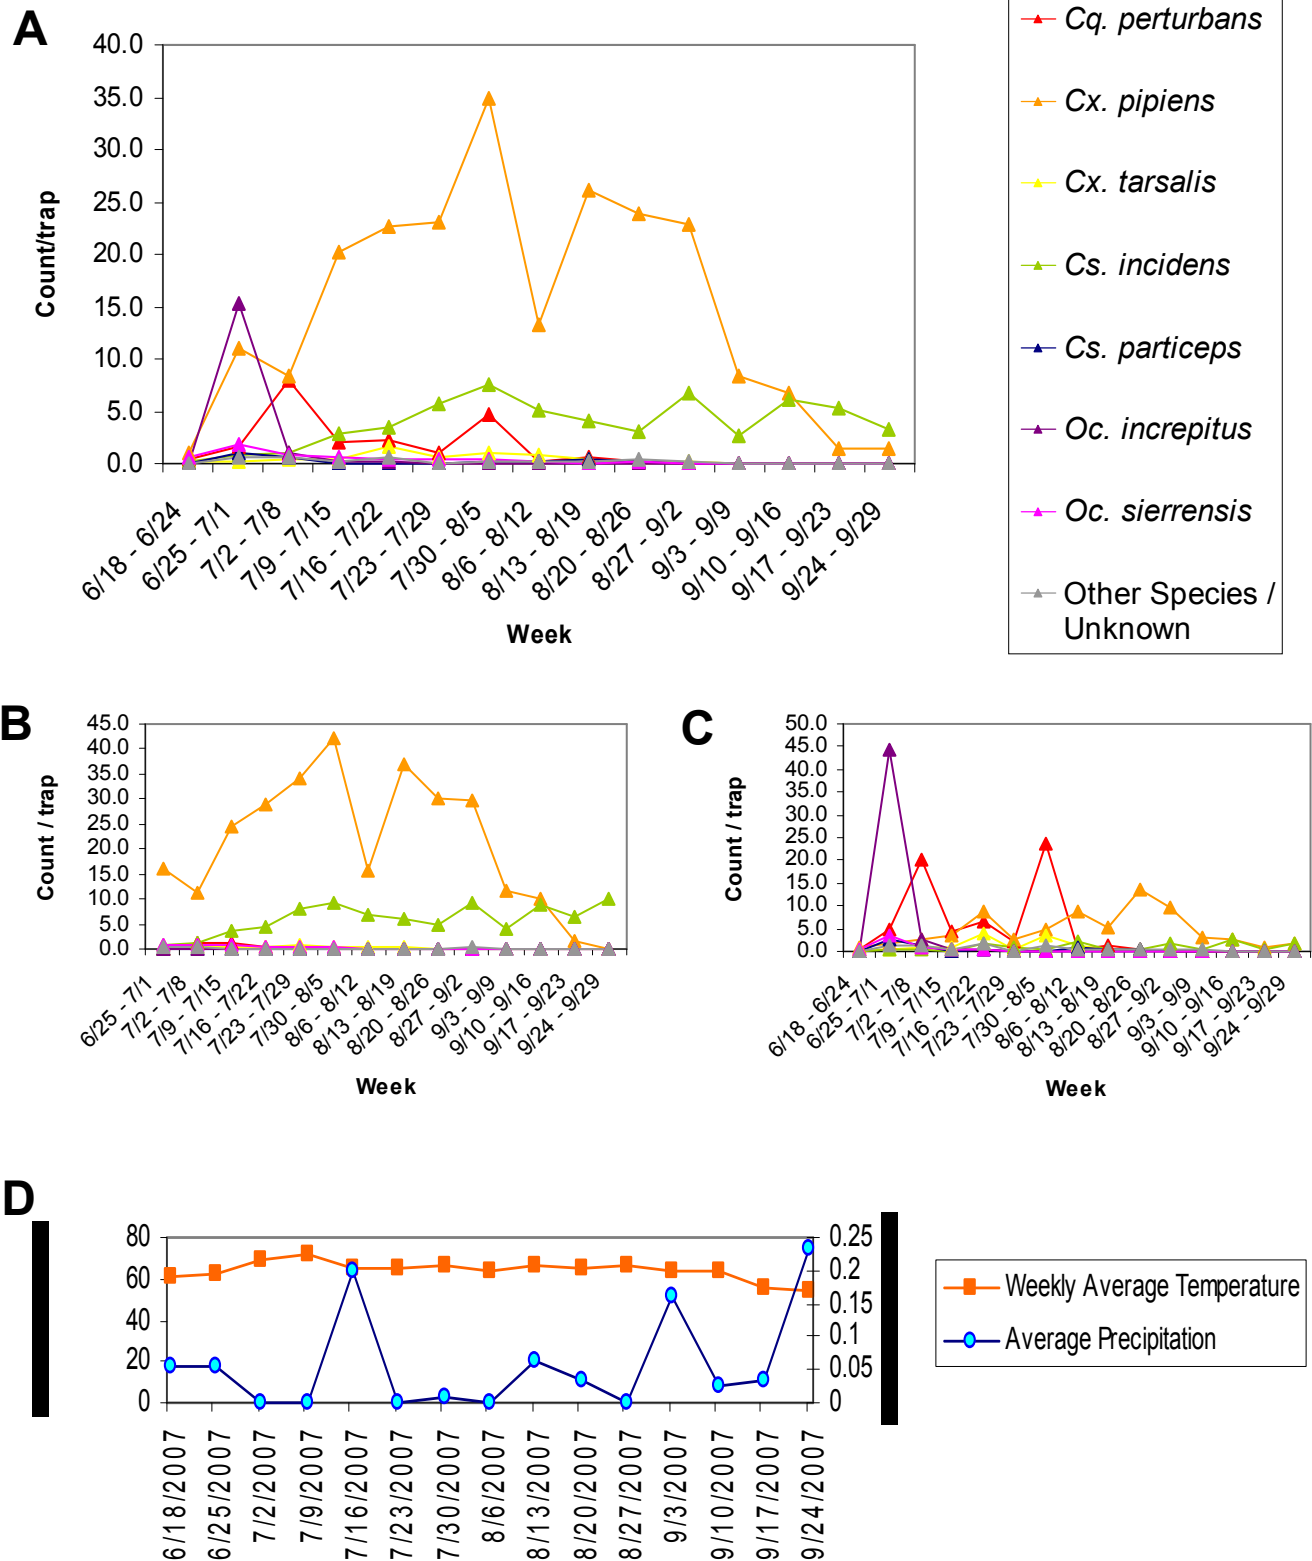 A
40.0
35.0
30.0
25.0
20.0
15.0
10.0
5.0
0.0
Count/trap
6/18 - 6/24
6/25 - 7/1
7/2 - 7/8
7/9 - 7/15
7/16 - 7/22
7/23 - 7/29
7/30 - 8/5
8/6 - 8/12
8/13 - 8/19
8/20 - 8/26
8/27 - 9/2
9/3 - 9/9
9/10 - 9/16
9/17 - 9/23
9/24 - 9/29
Week
Cq. perturbans
Cx. pipiens
Cx. tarsalis
Cs. incidens
Cs. particeps
Oc. increpitus
Oc. sierrensis
Other Species /
Unknown
B
45.0
40.0
35.0
30.0
25.0
20.0
15.0
10.0
5.0
0.0
Count / trap
6/25 - 7/1
7/2 - 7/8
7/9 - 7/15
7/16 - 7/22
7/23 - 7/29
7/30 - 8/5
8/6 - 8/12
8/13 - 8/19
8/20 - 8/26
8/27 - 9/2
9/3 - 9/9
9/10 - 9/16
9/17 - 9/23
9/24 - 9/29
Week
C
50.0
45.0
40.0
35.0
30.0
25.0
20.0
15.0
10.0
5.0
0.0
Count / trap
6/18 - 6/24
6/25 - 7/1
7/2 - 7/8
7/9 - 7/15
7/16 - 7/22
7/23 - 7/29
7/30 - 8/5
8/6 - 8/12
8/13 - 8/19
8/20 - 8/26
8/27 - 9/2
9/3 - 9/9
9/10 - 9/16
9/17 - 9/23
9/24 - 9/29
Week
D
80
60
40
20
0
0.25
0.2
0.15
0.1
0.05
0
6/18/2007
6/25/2007
7/2/2007
7/9/2007
7/16/2007
7/23/2007
7/30/2007
8/6/2007
8/13/2007
8/20/2007
8/27/2007
9/3/2007
9/10/2007
9/17/2007
9/24/2007
Weekly Average Temperature
Average Precipitation